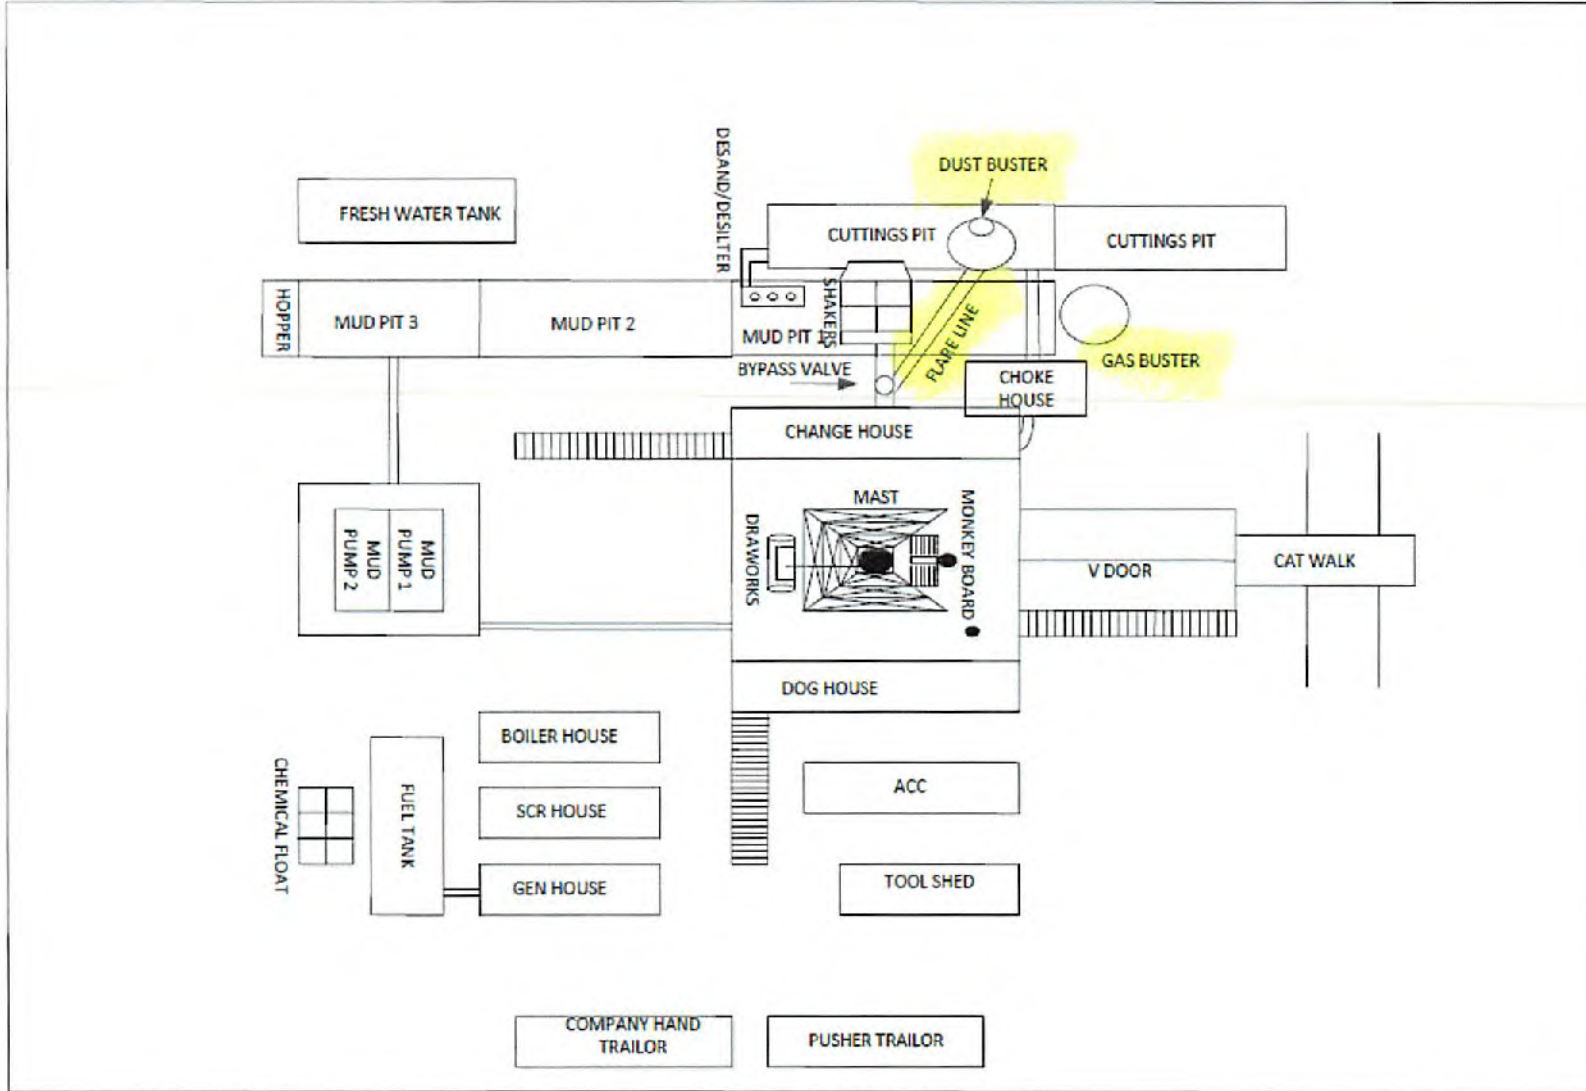 DUST BUSTER
DESAND/DESILTER
FRESH WATER TANK
CUTTINGS PIT
CUTTINGS PIT
HOPPER
MUD PIT 3
MUD PIT 2
MUD PIT 1
SHAKERS
FLARE LINE
GAS BUSTER
BYPASS VALVE
CHOKE
HOUSE
CHANGE HOUSE
MAST
MONKEY BOARD
DRAWORKS
MUD
PUMP 1
MUD
PUMP 2
V DOOR
CAT WALK
DOG HOUSE
BOILER HOUSE
CHEMICAL FLOAT
FUEL TANK
SCR HOUSE
ACC
GEN HOUSE
TOOL SHED
COMPANY HAND
TRAILOR
PUSHER TRAILOR